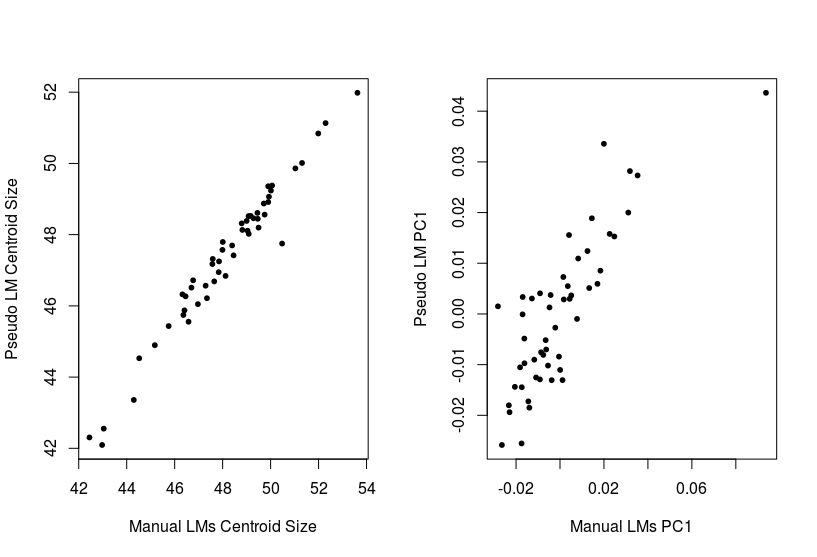 Pseudo LM Centroid Size
52
50
48
46
44
42
42 44 46 48 50 52 54
Manual LMs Centroid Size
Pseudo LM PC1
0.04
0.03
0.02
0.01
0.00
-0.01
-0.02
-0.02 0.02 0.06
Manual LMs PC1